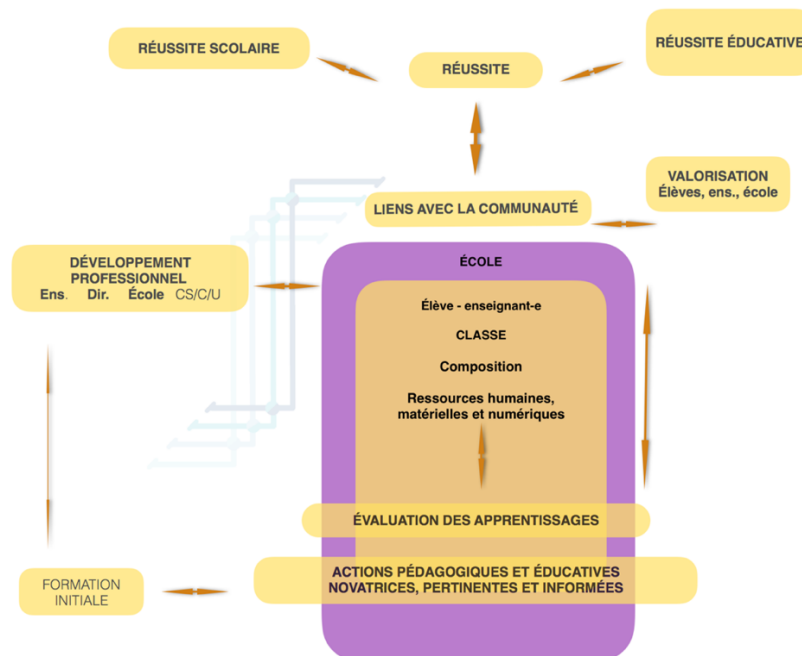 RÉUSSITE SCOLAIRE
RÉUSSITE
RÉUSSITE ÉDUCATIVE
VALORISATION
Élèves, ens., école
LIENS AVEC LA COMMUNAUTÉ
DÉVELOPPEMENT
PROFESSIONNEL
Ens. Dir. École CS/C/U
ÉCOLE
Élève - enseignant-e
CLASSE
Composition
Ressources humaines,
matérielles et numériques
ÉVALUATION DES APPRENTISSAGES
ACTIONS PÉDAGOGIQUES ET ÉDUCATIVES
NOVATRICES, PERTINENTES ET INFORMÉES
FORMATION
INITIALE